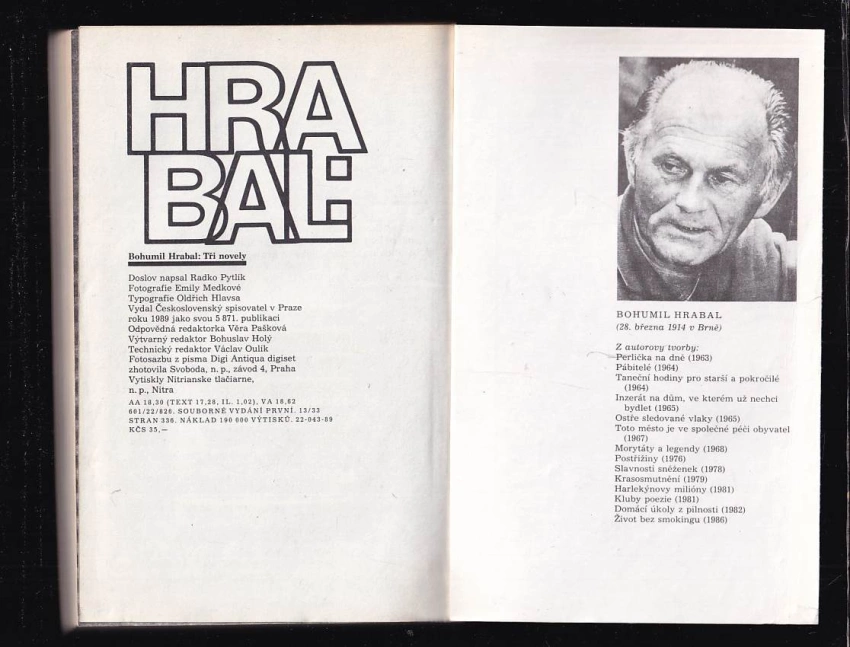 HRA
BAL:
Bohumil Hrabal: Tři novely
Doslov napsal Radko Pytlík
Fotografie Emily Medkové
Typografie Oldřich Hlavsa
Vydal Československý spisovatel v Praze
roku 1989 jako svou 5 871. publikaci
Odpovědná redaktorka Věra Pašková
Výtvarný redaktor Bohuslav Holý
Technický redaktor Václav Oulík
Fotosazbu z písma Digi Antiqua digiset
zhotovila Svoboda, n. p., závod 4, Praha
Vytiskly Nitrianske tlačiarne,
n. p., Nitra
AA 18,30 (TEXT 17,28, IL. 1,02), VA 18,82
601/22/826. SOUBORNÉ VYDÁNÍ PRVNÍ. 13/33
STRAN 336. NÁKLAD 190 000 VÝTISKŮ. 22-043-89
KČS 35,—
BOHUMIL HRABAL
(28. března 1914 v Brně)
Z autorovy tvorby:
Perlička na dně (1963)
Pábitelé (1964)
Taneční hodiny pro starší a pokročilé
(1964)
Inzerát na dům, ve kterém už nechci
bydlet (1965)
Ostře sledované vlaky (1965)
Toto město je ve společné péči obyvatel
(1967)
Morytáty a legendy (1968)
Postřižiny (1976)
Slavnosti sněženek (1978)
Krasosmutnění (1979)
Harlekýnovy milióny (1981)
Kluby poezie (1981)
Domácí úkoly z pilnosti (1982)
Život bez smokingu (1986)